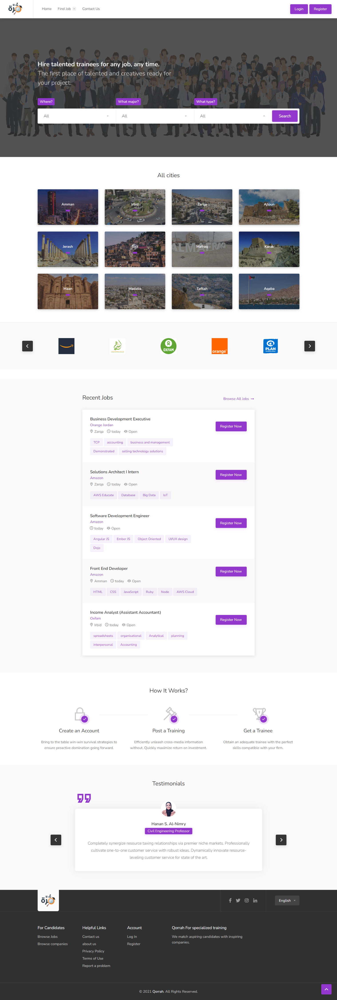 قرة
Home
Find Job
Contact Us
Login
Register
Hire talented trainees for any job, any time.
The first place of talented and creatives ready for
your project.
Where?
What major?
What type?
All
All
All
Search
All cities
Amman
Irbid
Zarqa
Ajloun
Jerash
Salt
Mafraq
Karak
Maan
Madaba
Tafilah
Aqaba
OXFAM
orange
PLAN
INTERNATIONAL
Recent Jobs
Browse All Jobs
Business Development Executive
Orange Jordan
Zarqa today Open
Register Now
TCP accounting business and management
Demonstrated selling technology solutions
Solutions Architect I Intern
Amazon
Zarqa today Open
Register Now
AWS Educate Database Big Data IoT
Software Development Engineer
Amazon
today Open
Register Now
Angular JS Ember JS Object Oriented UI/UX design
Dojo
Front End Developer
Amazon
Amman today Open
Register Now
HTML CSS JavaScript Ruby Node AWS Cloud
Income Analyst (Assistant Accountant)
Oxfam
Irbid today Open
Register Now
spreadsheets organisational Analytical planning
interpersonal Accounting
How It Works?
Create an Account
Bring to the table win-win survival strategies to
ensure proactive domination going forward.
Post a Training
Efficiently unleash cross-media information
without. Quickly maximize return on investment.
Get a Trainee
Obtain an adequate trainee with the perfect
skills compatible with your firm.
Testimonials
Hanan S. Al-Nimry
Civil Engineering Professor
Completely synergize resource taxing relationships via premier niche markets. Professionally
cultivate one-to-one customer service with robust ideas. Dynamically innovate resource-
leveling customer service for state of the art.
قرة
English
For Candidates
Browse Jobs
Browse companies
Helpful Links
Contact us
about us
Privacy Policy
Terms of Use
Report a problem
Account
Log In
Register
Qorrah For specialized training
We match aspiring candidates with inspiring
companies.
© 2021 Qorrah. All Rights Reserved.